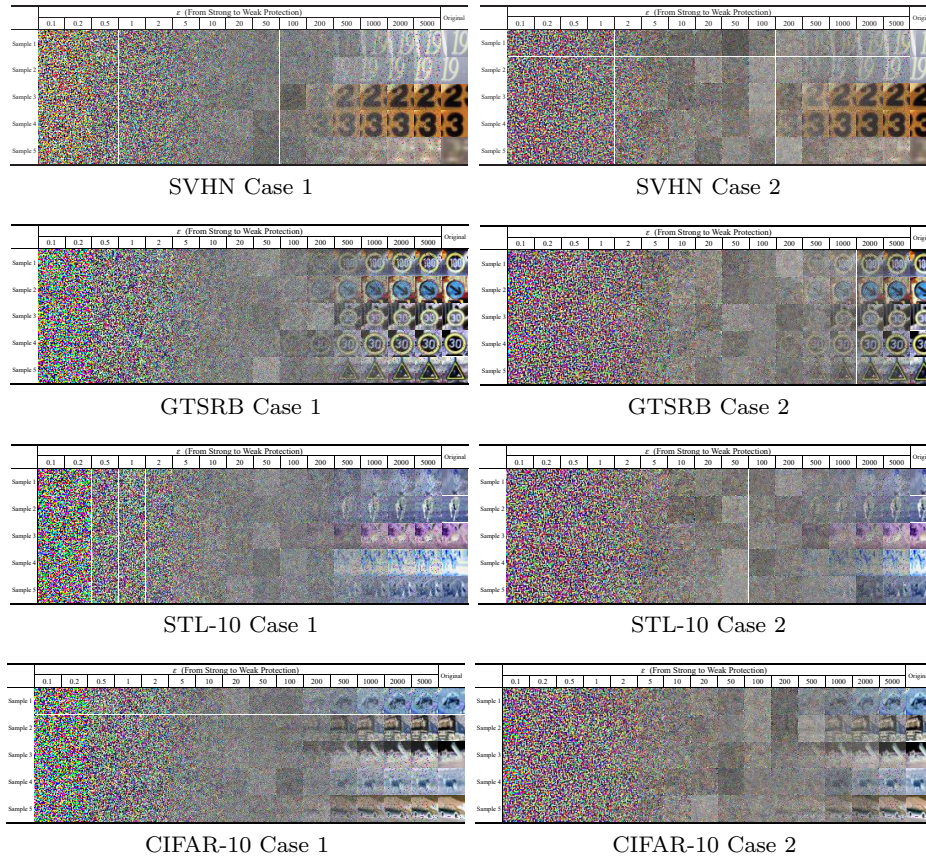 ε (From Strong to Weak Protection)
Original
0.1 0.2 0.5 1 2 5 10 20 50 100 200 500 1000 2000 5000
Sample 1
Sample 2
Sample 3
Sample 4
Sample 5
SVHN Case 1
ε (From Strong to Weak Protection)
Original
0.1 0.2 0.5 1 2 5 10 20 50 100 200 500 1000 2000 5000
Sample 1
Sample 2
Sample 3
Sample 4
Sample 5
SVHN Case 2
ε (From Strong to Weak Protection)
Original
0.1 0.2 0.5 1 2 5 10 20 50 100 200 500 1000 2000 5000
Sample 1
Sample 2
Sample 3
Sample 4
Sample 5
GTSRB Case 1
ε (From Strong to Weak Protection)
Origina
0.1 0.2 0.5 1 2 5 10 20 50 100 200 500 1000 2000 5000
Sample 1
Sample 2
Sample 3
Sample 4
Sample 5
GTSRB Case 2
ε (From Strong to Weak Protection)
Original
0.1 0.2 0.5 1 2 5 10 20 50 100 200 500 1000 2000 5000
Sample 1
Sample 2
Sample 3
Sample 4
Sample 5
STL-10 Case 1
ε (From Strong to Weak Protection)
Origina
0.1 0.2 0.5 1 2 5 10 20 50 100 200 500 1000 2000 5000
Sample 1
Sample 2
Sample 3
Sample 4
Sample 5
STL-10 Case 2
ε (From Strong to Weak Protection)
Original
0.1 0.2 0.5 1 2 5 10 20 50 100 200 500 1000 2000 5000
Sample 1
Sample 2
Sample 3
Sample 4
Sample 5
CIFAR-10 Case 1
ε (From Strong to Weak Protection)
Original
0.1 0.2 0.5 1 2 5 10 20 50 100 200 500 1000 2000 5000
Sample 1
Sample 2
Sample 3
Sample 4
Sample 5
CIFAR-10 Case 2